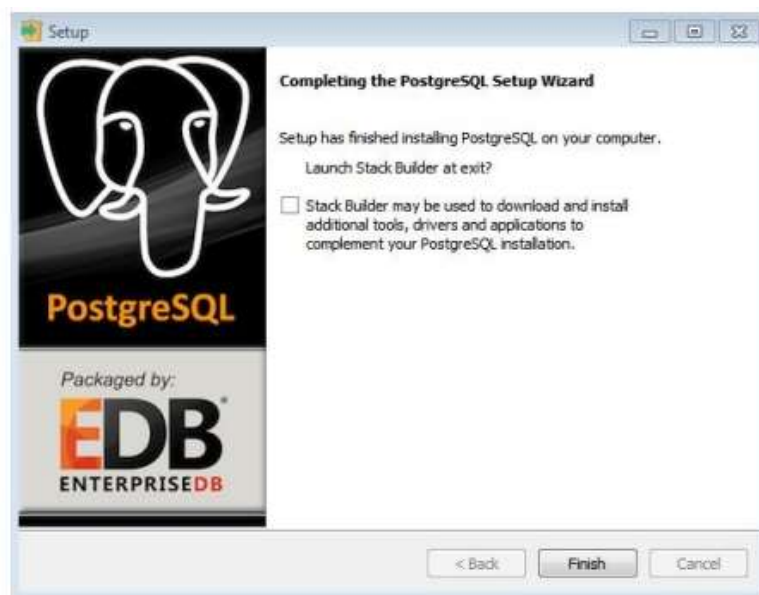 Setup
Completing the PostgreSQL Setup Wizard
Setup has finished installing PostgreSQL on your computer.
Launch Stack Builder at exit?
Stack Builder may be used to download and install
additional tools, drivers and applications to
complement your PostgreSQL installation.
PostgreSQL
Packaged by:
EDB
ENTERPRISEDB
< Back
Finish
Cancel